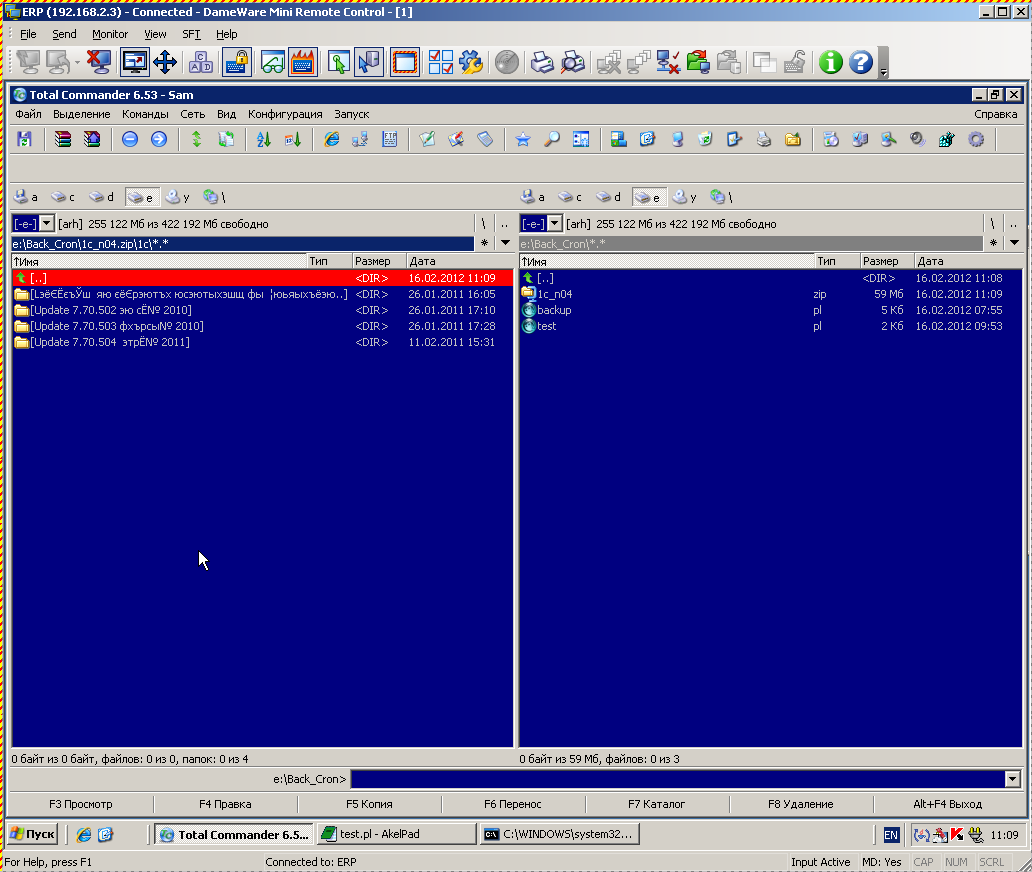 ERP (192.168.2.3) - Connected - DameWare Mini Remote Control - [1]
File Send Monitor View SFT Help
Total Commander 6.53 - Sam
Файл Выделение Команды Сеть Вид Конфигурация Запуск Справка
a c d e y \ a c d e y \
[-e-] [arh] 255 122 Мб из 422 192 Мб свободно \ .. [-e-] [arh] 255 122 Мб из 422 192 Мб свободно \ ..
e:\Back_Cron\1c_n04.zip\1c\*.* * e:\Back_Cron\*.* *
↑Имя Тип Размер Дата ↑Имя Тип Размер Дата
[..] <DIR> 16.02.2012 11:09 [..] <DIR> 16.02.2012 11:08
<DIR> 26.01.2011 16:05 1c_n04 zip 59 Мб 16.02.2012 11:09
[Update 7.70.502 эю сЁ№ 2010] <DIR> 26.01.2011 17:10 backup pl 5 Кб 16.02.2012 07:55
[Update 7.70.503 фхърсы№ 2010] <DIR> 26.01.2011 17:28 test pl 2 Кб 16.02.2012 09:53
[Update 7.70.504 этрЁ№ 2011] <DIR> 11.02.2011 15:31
0 байт из 0 байт, файлов: 0 из 0, папок: 0 из 4 0 байт из 59 Мб, файлов: 0 из 3
e:\Back_Cron>
F3 Просмотр F4 Правка F5 Копия F6 Перенос F7 Каталог F8 Удаление Alt+F4 Выход
Пуск Total Commander 6.5... test.pl - AkelPad C:\WINDOWS\system32... EN 11:09
For Help, press F1 Connected to: ERP Input Active MD: Yes CAP NUM SCRL